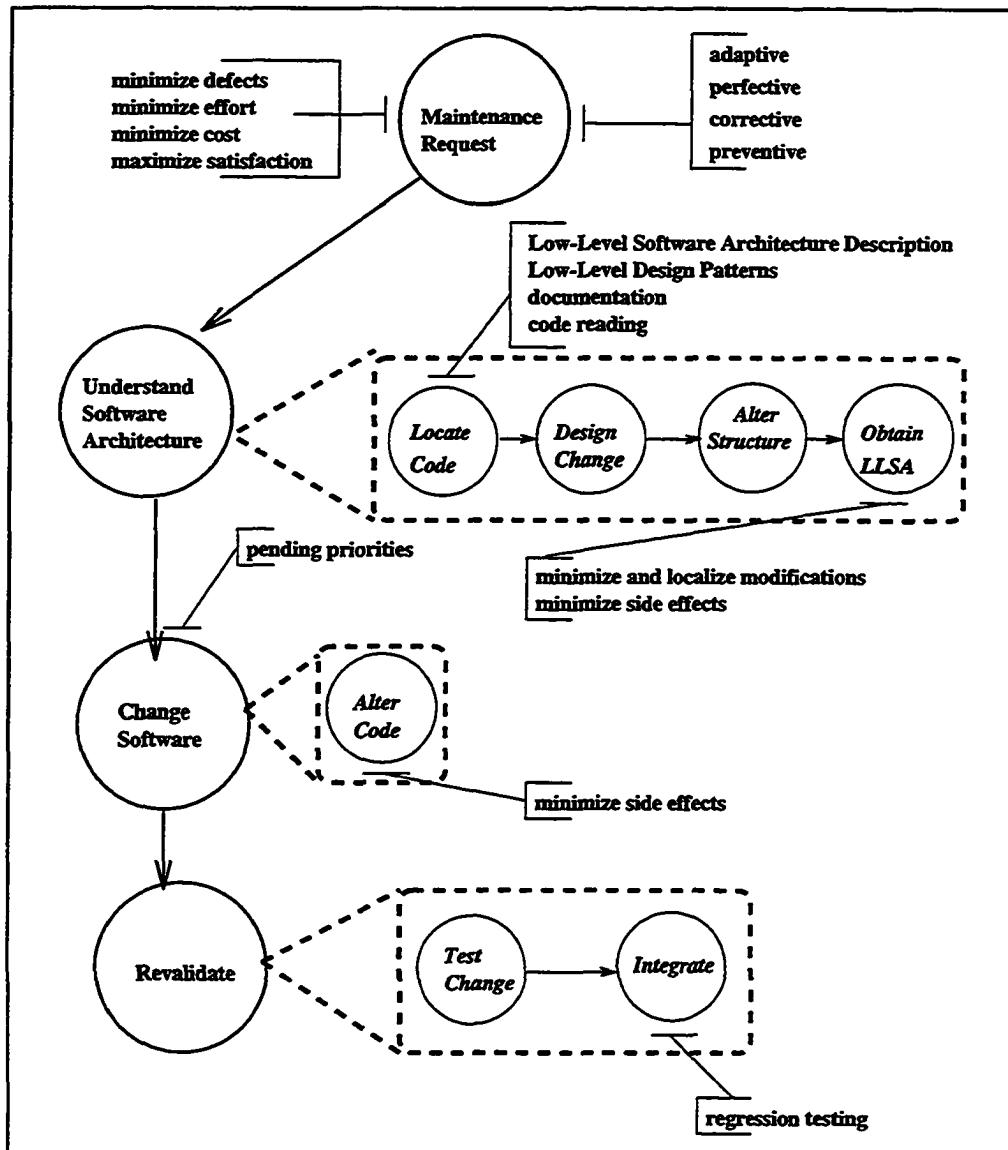 minimize defects
minimize effort
minimize cost
maximize satisfaction
Maintenance
Request
adaptive
perfective
corrective
preventive
Low-Level Software Architecture Description
Low-Level Design Patterns
documentation
code reading
Understand
Software
Architecture
Locate
Code
Design
Change
Alter
Structure
Obtain
LLSA
pending priorities
minimize and localize modifications
minimize side effects
Change
Software
Alter
Code
minimize side effects
Revalidate
Test
Change
Integrate
regression testing